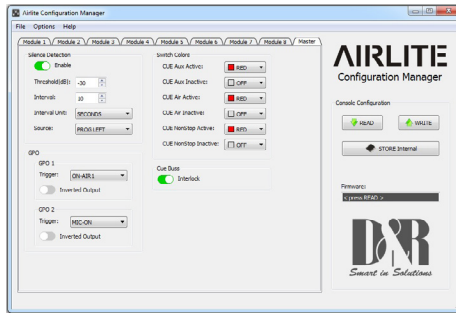 Airlite Configuration Manager
File Options Help
Module 1 Module 2 Module 3 Module 4 Module 5 Module 6 Module 7 Module 8 Master
Silence Detection
Enable
Threshold(dB): -30
Interval: 10
Interval Unit: SECONDS
Source: PROG LEFT
GPO
GPO 1
Trigger: ON-AIR1
Inverted Output
GPO 2
Trigger: MIC-ON
Inverted Output
Switch Colors
CUE Aux Active: RED
CUE Aux Inactive: OFF
CUE Air Active: RED
CUE Air Inactive: OFF
CUE NonStop Active: RED
CUE NonStop Inactive: OFF
Cue Buss
Interlock
AIRLITE
Configuration Manager
Console Configuration
READ WRITE
STORE Internal
Firmware:
< press READ >
D&R
Smart in Solutions